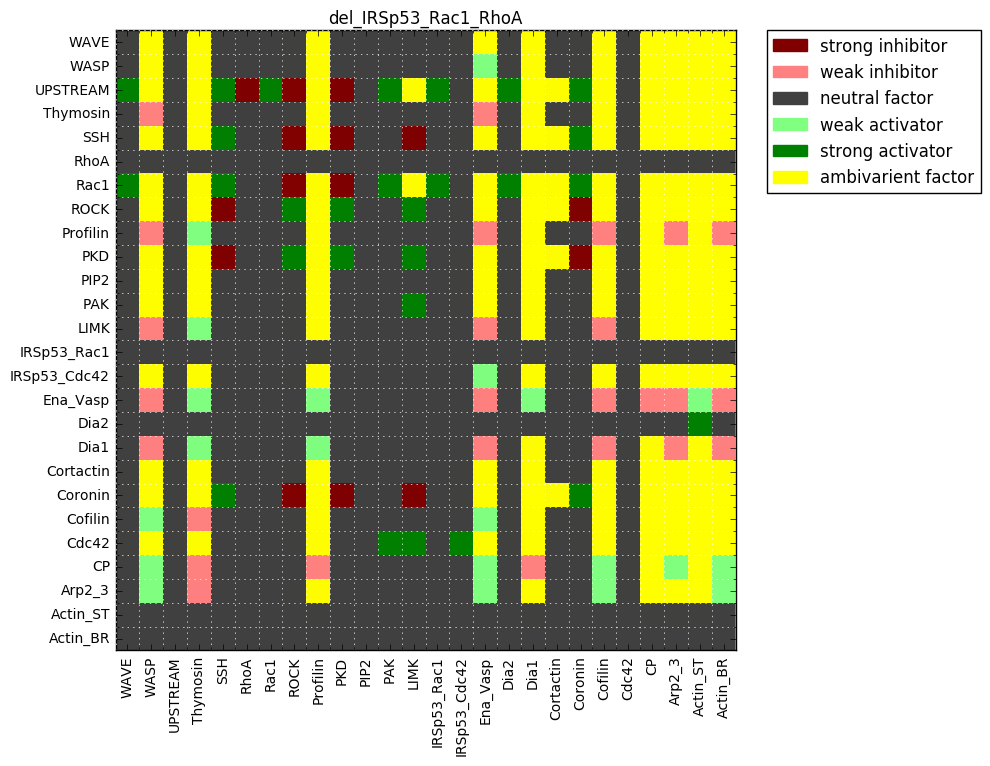 del_IRSp53_Rac1_RhoA
WAVE
WASP
UPSTREAM
Thymosin
SSH
RhoA
Rac1
ROCK
Profilin
PKD
PIP2
PAK
LIMK
IRSp53_Rac1
IRSp53_Cdc42
Ena_Vasp
Dia2
Dia1
Cortactin
Coronin
Cofilin
Cdc42
CP
Arp2_3
Actin_ST
Actin_BR
WAVE
WASP
UPSTREAM
Thymosin
SSH
RhoA
Rac1
ROCK
Profilin
PKD
PIP2
PAK
LIMK
IRSp53_Rac1
IRSp53_Cdc42
Ena_Vasp
Dia2
Dia1
Cortactin
Coronin
Cofilin
Cdc42
CP
Arp2_3
Actin_ST
Actin_BR
strong inhibitor
weak inhibitor
neutral factor
weak activator
strong activator
ambivarient factor